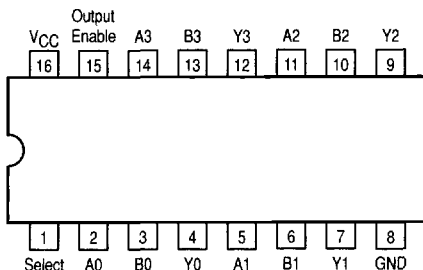 Output
VCC Enable A3 B3 Y3 A2 B2 Y2
16 15 14 13 12 11 10 9
1 2 3 4 5 6 7 8
Select A0 B0 Y0 A1 B1 Y1 GND